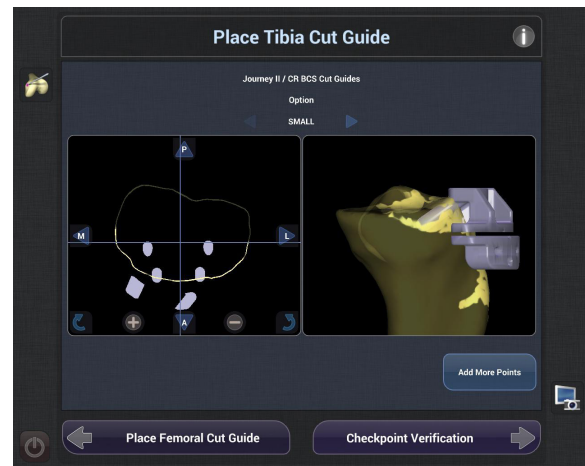 Place Tibia Cut Guide
i
Journey II / CR BCS Cut Guides
Option
SMALL
P
M
L
A
Add More Points
Place Femoral Cut Guide
Checkpoint Verification